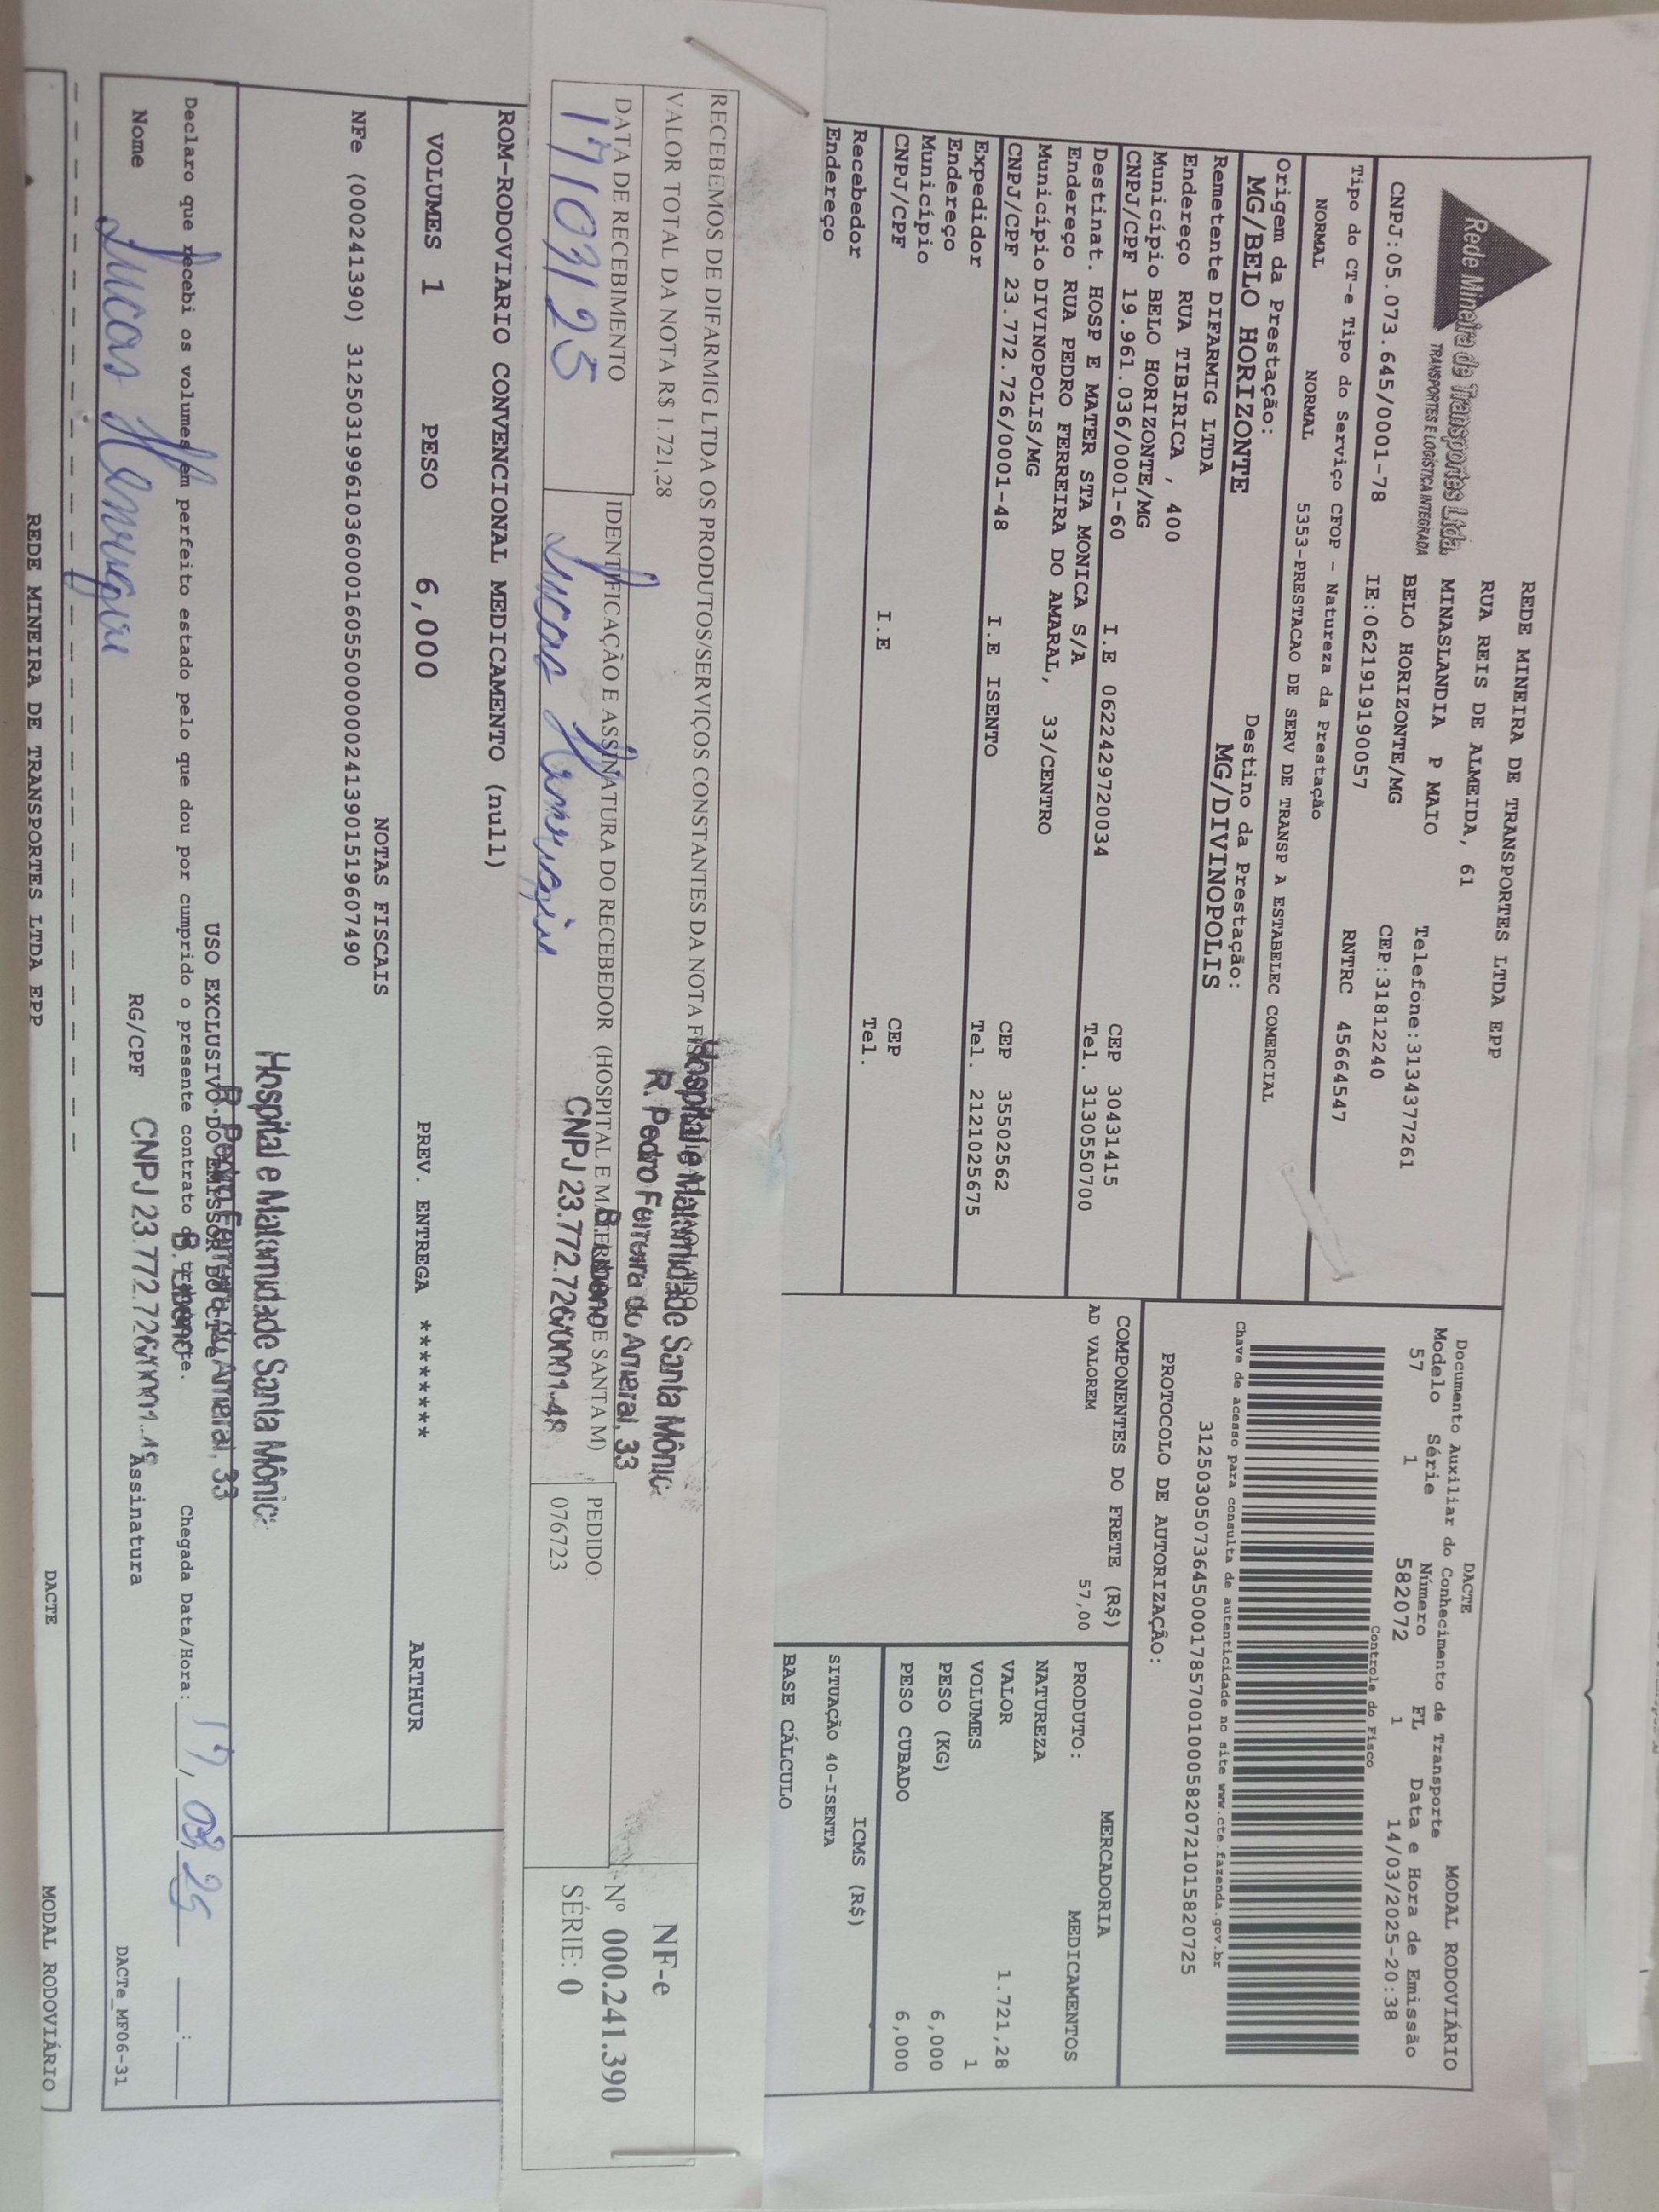 REDE MINEIRA DE TRANSPORTES LTDA EPP
RUA REIS DE ALMEIDA, 61
MINASLANDIA P MAIO Telefone:3134377261
BELO HORIZONTE/MG CEP:31812240
Rede Mineira de Transportes Ltda.
TRANSPORTES E LOGÍSTICA INTEGRADA
CNPJ:05.073.645/0001-78 IE:0621919190057 RNTRC 45664547
Tipo do CT-e Tipo do Serviço CFOP - Natureza da Prestação
NORMAL NORMAL 5353-PRESTACAO DE SERV DE TRANSP A ESTABELEC COMERCIAL
Origem da Prestação: Destino da Prestação:
MG/BELO HORIZONTE MG/DIVINOPOLIS
Remetente DIFARMIG LTDA
Endereço RUA TIBIRICA , 400
Município BELO HORIZONTE/MG CEP 30431415
CNPJ/CPF 19.961.036/0001-60 I.E 0622429720034 Tel. 3130550700
Destinat. HOSP E MATER STA MONICA S/A
Endereço RUA PEDRO FERREIRA DO AMARAL, 33/CENTRO
Município DIVINOPOLIS/MG CEP 35502562
CNPJ/CPF 23.772.726/0001-48 I.E ISENTO Tel. 2121025675
Expedidor
Endereço
Município CEP
CNPJ/CPF I.E Tel.
Recebedor
Endereço
DACTE MODAL RODOVIÁRIO
Documento Auxiliar do Conhecimento de Transporte
Modelo Série Número FL Data e Hora de Emissão
57 1 582072 1 14/03/2025-20:38
Controle do Fisco
Chave de acesso para consulta de autenticidade no site www.cte.fazenda.gov.br
31250305073645000178570010005820721015820725
PROTOCOLO DE AUTORIZAÇÃO:
COMPONENTES DO FRETE (R$)
AD VALOREM 57,00
MERCADORIA
PRODUTO: MEDICAMENTOS
NATUREZA
VALOR 1.721,28
VOLUMES 1
PESO (KG) 6,000
PESO CUBADO 6,000
ICMS (R$)
SITUAÇÃO 40-ISENTA
BASE CÁLCULO
RECEBEMOS DE DIFARMIG LTDA OS PRODUTOS/SERVIÇOS CONSTANTES DA NOTA
VALOR TOTAL DA NOTA R$ 1.721,28
Hospital e Maternidade Santa Mônica
R. Pedro Ferreira do Amaral, 33
CNPJ 23.772.726/0001-48
DATA DE RECEBIMENTO
17/03/25
IDENTIFICAÇÃO E ASSINATURA DO RECEBEDOR (HOSPITAL E MATERNIDADE SANTA M)
Lucas Henrique
PEDIDO:
076723
NF-e
Nº 000.241.390
SÉRIE: 0
ROM-RODOVIARIO CONVENCIONAL MEDICAMENTO (null)
VOLUMES 1 PESO 6,000 PREV. ENTREGA ******** ARTHUR
NOTAS FISCAIS
NFe (000241390) 31250319961036000160550000002413901519607490
Hospital e Maternidade Santa Mônica
R. Pedro Ferreira do Amaral, 33
USO EXCLUSIVO DO EMISSOR DO CT-e
Declaro que recebi os volumes em perfeito estado pelo que dou por cumprido o presente contrato de transporte. Chegada Data/Hora: 17/03/25 :
Nome Lucas Henrique RG/CPF CNPJ 23.772.726/0001-48 Assinatura
DACTe_MF06-31
REDE MINEIRA DE TRANSPORTES LTDA EPP DACTE MODAL RODOVIÁRIO